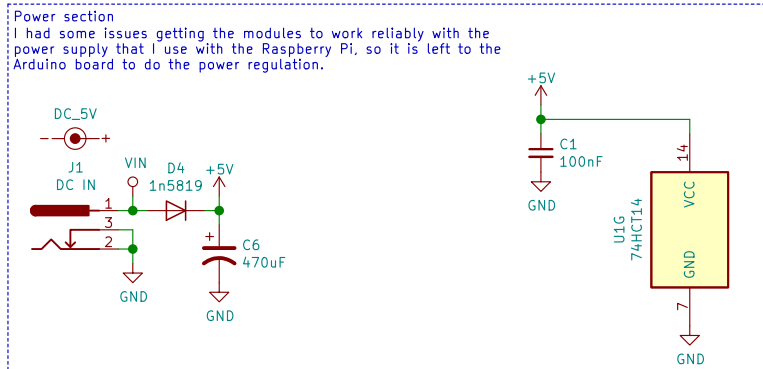 Power section
I had some issues getting the modules to work reliably with the
power supply that I use with the Raspberry Pi, so it is left to the
Arduino board to do the power regulation.
DC_5V
− +
J1
DC IN
1
3
2
VIN
GND
D4
1n5819
+5V
+
C6
470uF
GND
+5V
C1
100nF
GND
14
VCC
U1G
74HCT14
GND
7
GND